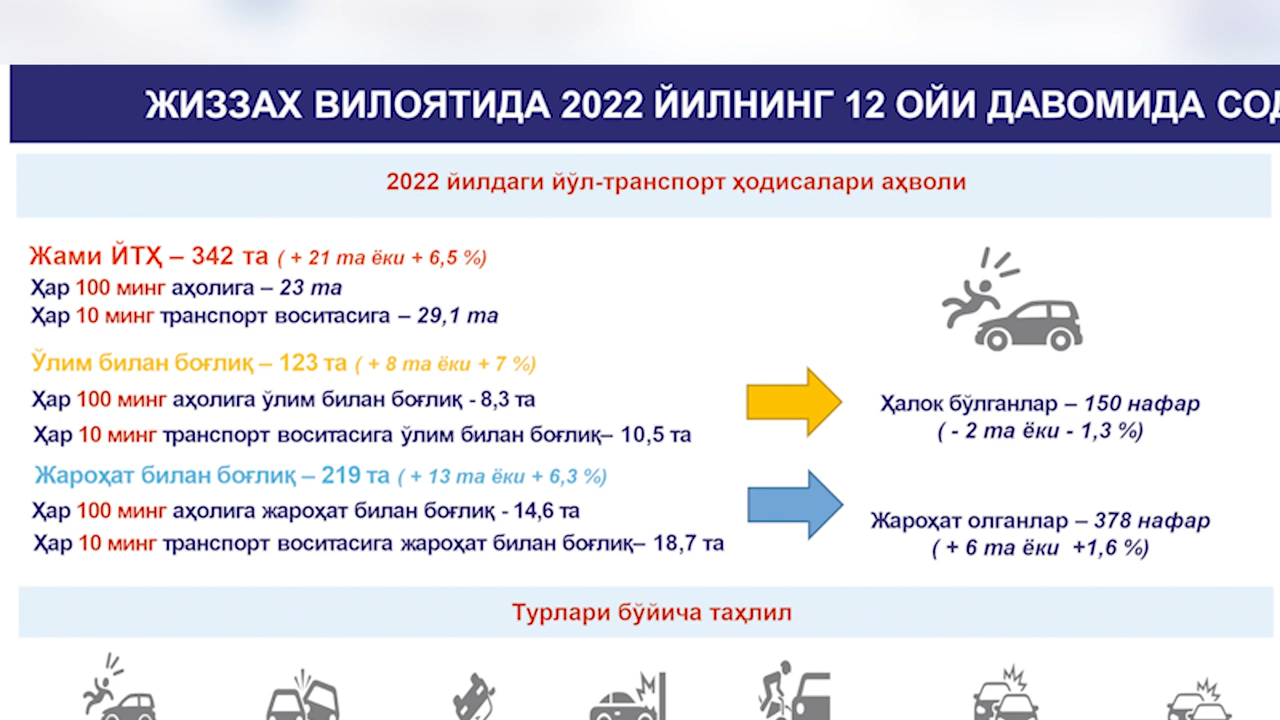 ЖИЗЗАХ ВИЛОЯТИДА 2022 ЙИЛНИНГ 12 ОЙИ ДАВОМИДА
2022 йилдаги йўл-транспорт ҳодисалари аҳволи
Жами ЙТҲ – 342 та ( + 21 та ёки + 6,5 %)
Ҳар 100 минг аҳолига – 23 та
Ҳар 10 минг транспорт воситасига – 29,1 та
Ўлим билан боғлиқ – 123 та ( + 8 та ёки + 7 %)
Ҳар 100 минг аҳолига ўлим билан боғлиқ - 8,3 та
Ҳар 10 минг транспорт воситасига ўлим билан боғлиқ– 10,5 та
Ҳалок бўлганлар – 150 нафар
( - 2 та ёки - 1,3 %)
Жароҳат билан боғлиқ – 219 та ( + 13 та ёки + 6,3 %)
Ҳар 100 минг аҳолига жароҳат билан боғлиқ - 14,6 та
Ҳар 10 минг транспорт воситасига жароҳат билан боғлиқ– 18,7 та
Жароҳат олганлар – 378 нафар
( + 6 та ёки +1,6 %)
Турлари бўйича таҳлил